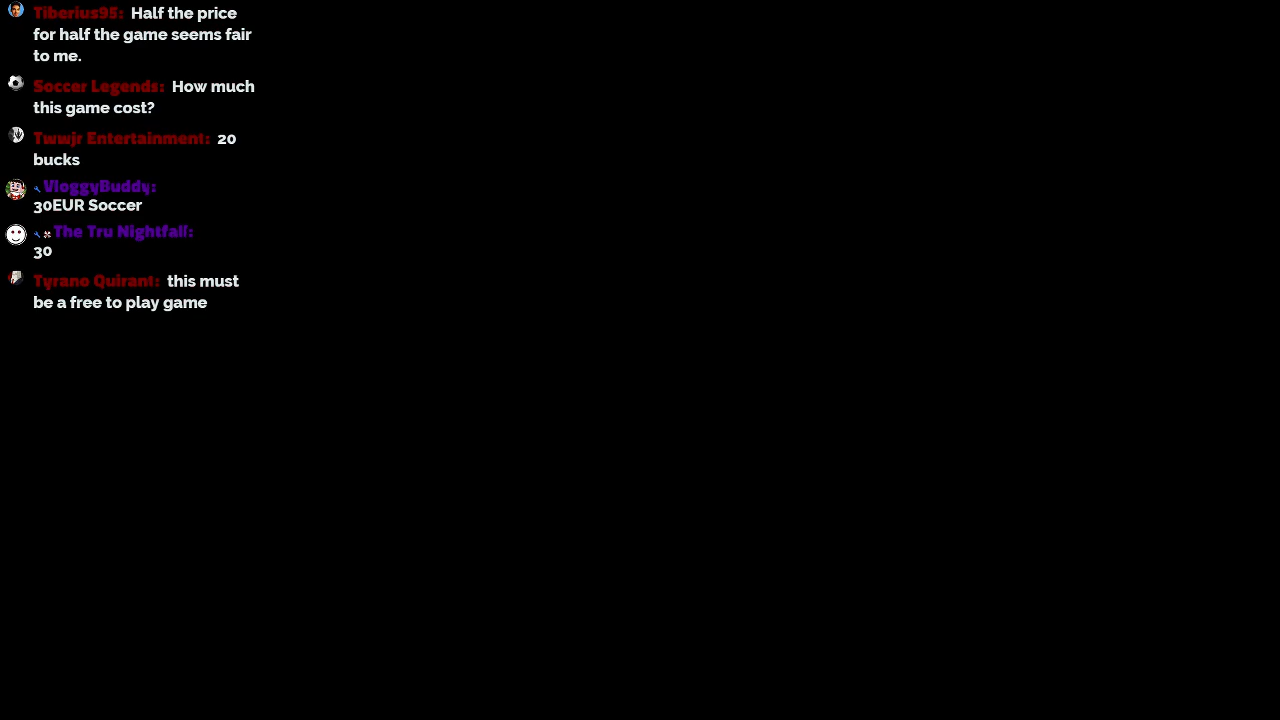 Tiberius95: Half the price
for half the game seems fair
to me.
Soccer Legends: How much
this game cost?
Twwjr Entertainment: 20
bucks
VloggyBuddy:
30EUR Soccer
The Tru Nightfall:
30
Tyrano Quirant: this must
be a free to play game